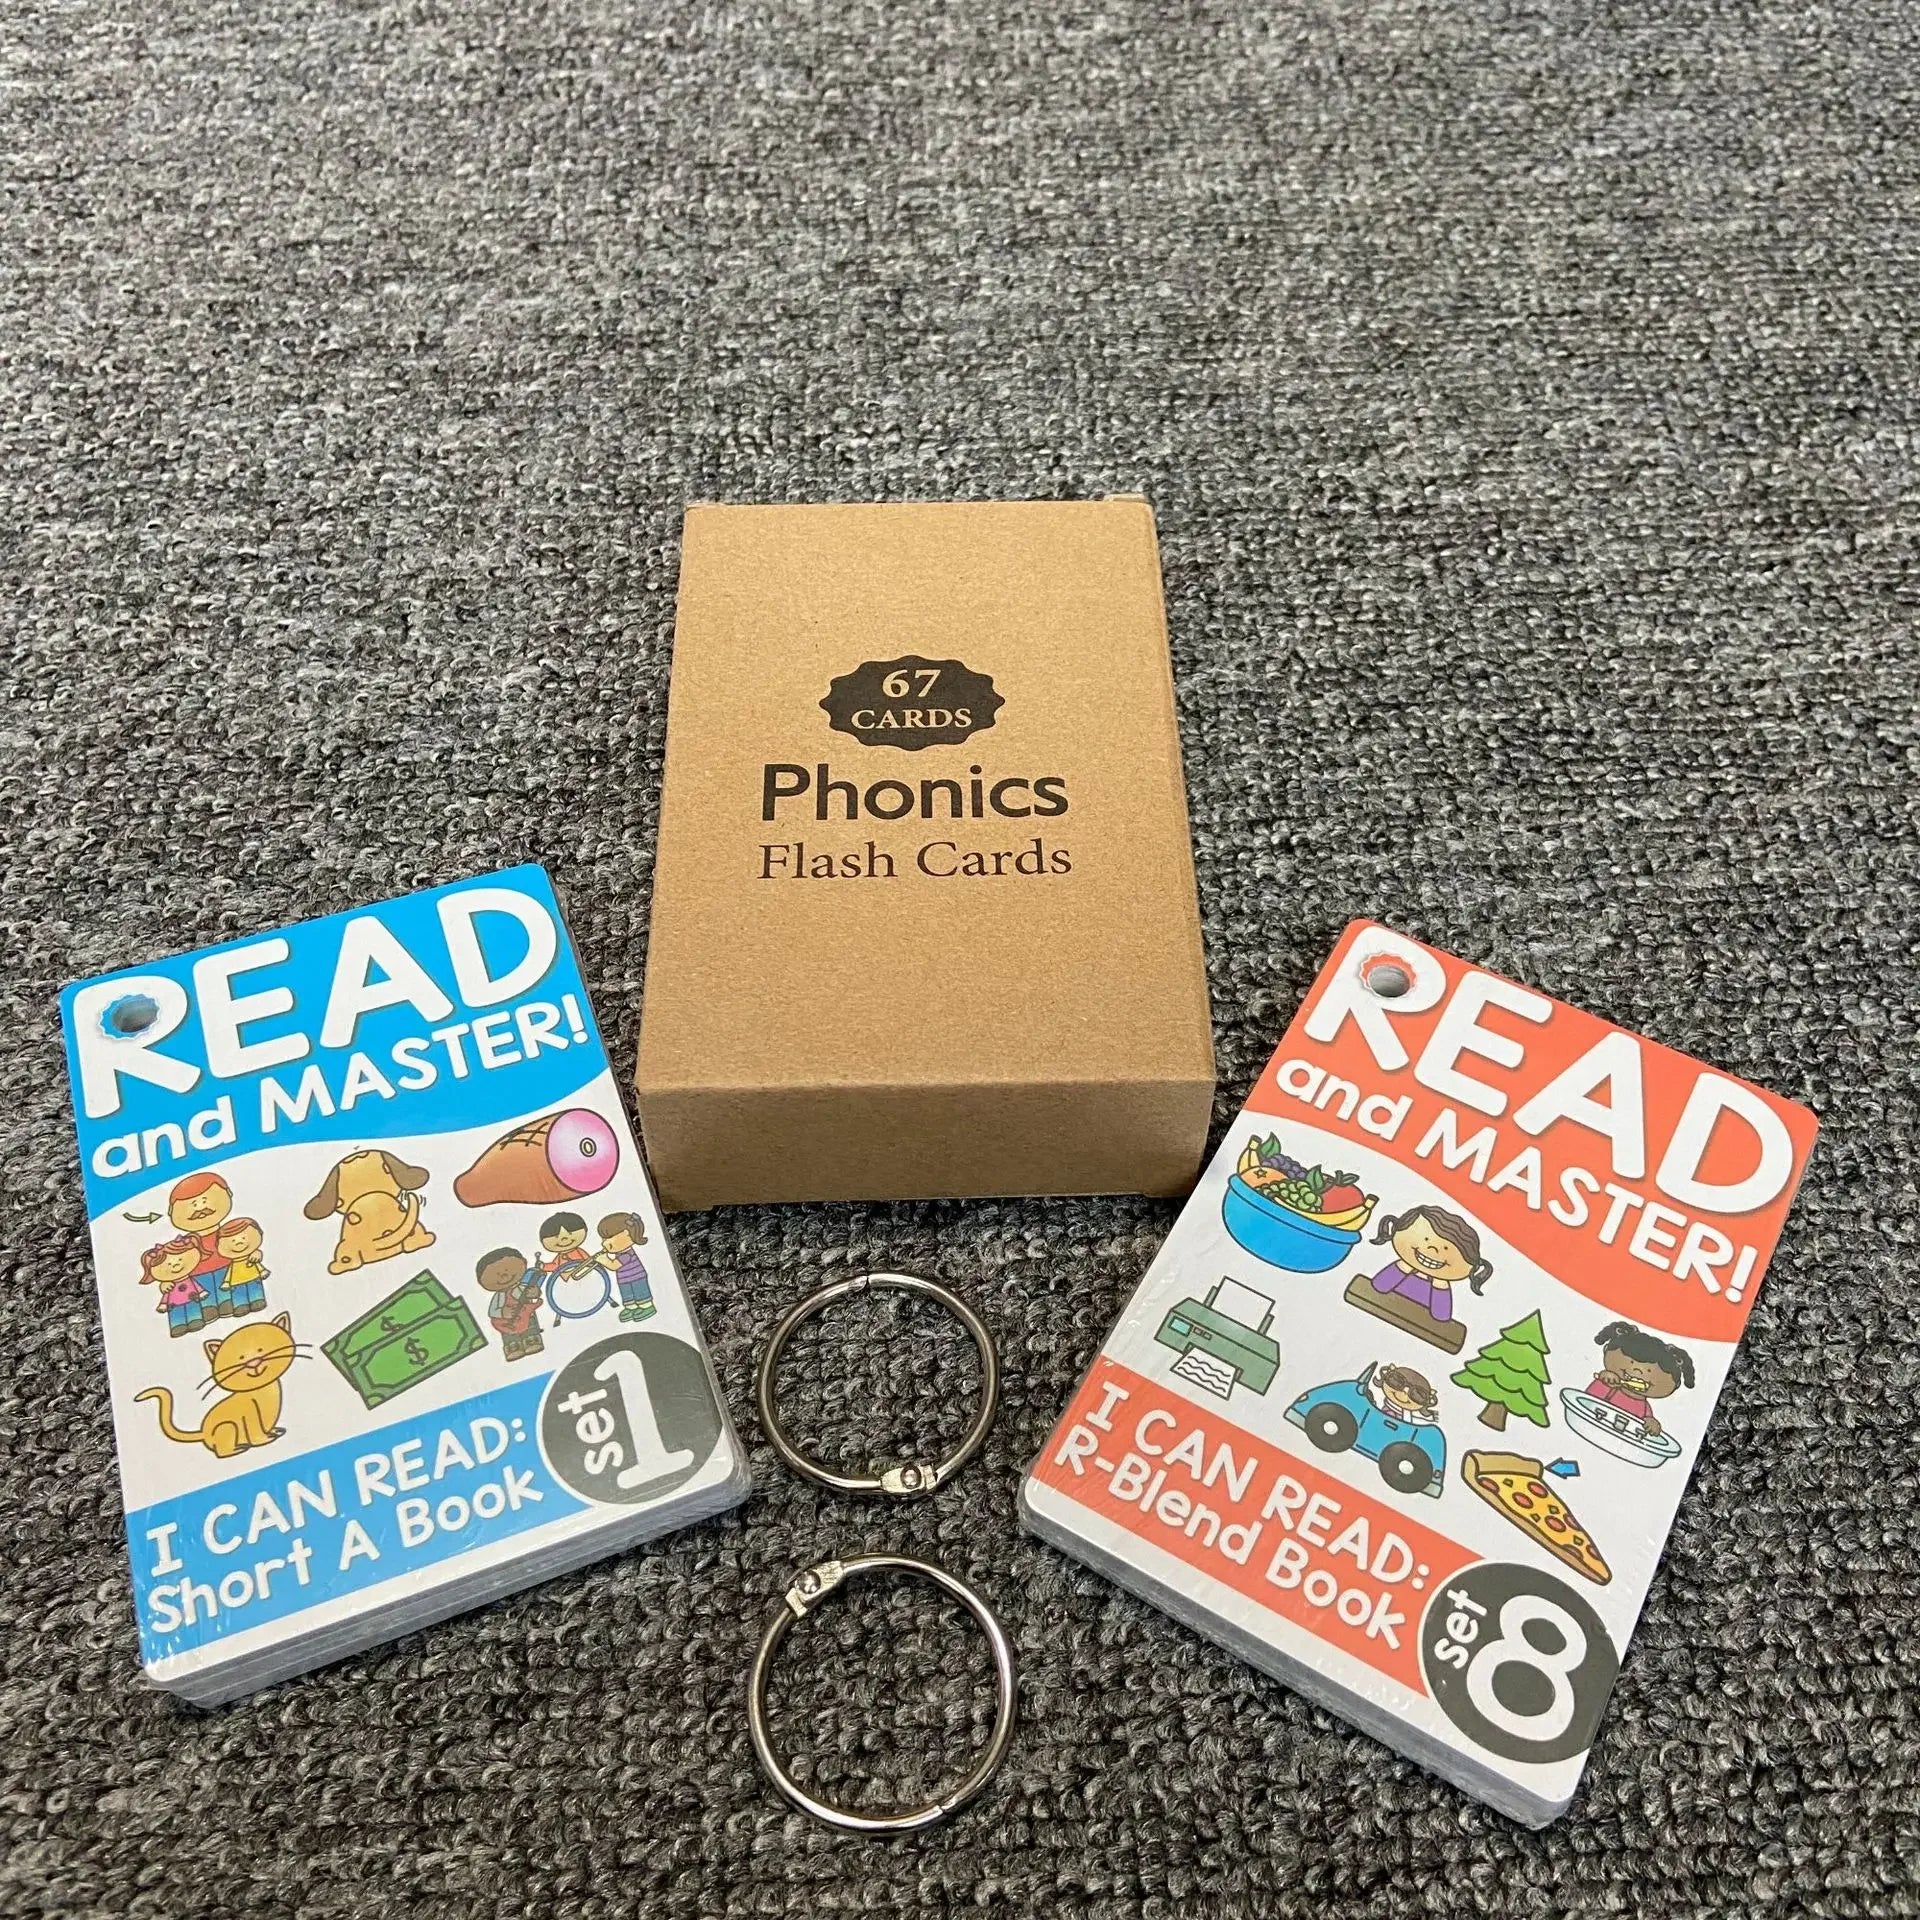 67
CARDS
Phonics
Flash Cards
READ
and MASTER!
$
$
I CAN READ:
Short A Book
set
1
READ
and MASTER!
I CAN READ:
R-Blend Book
set
8